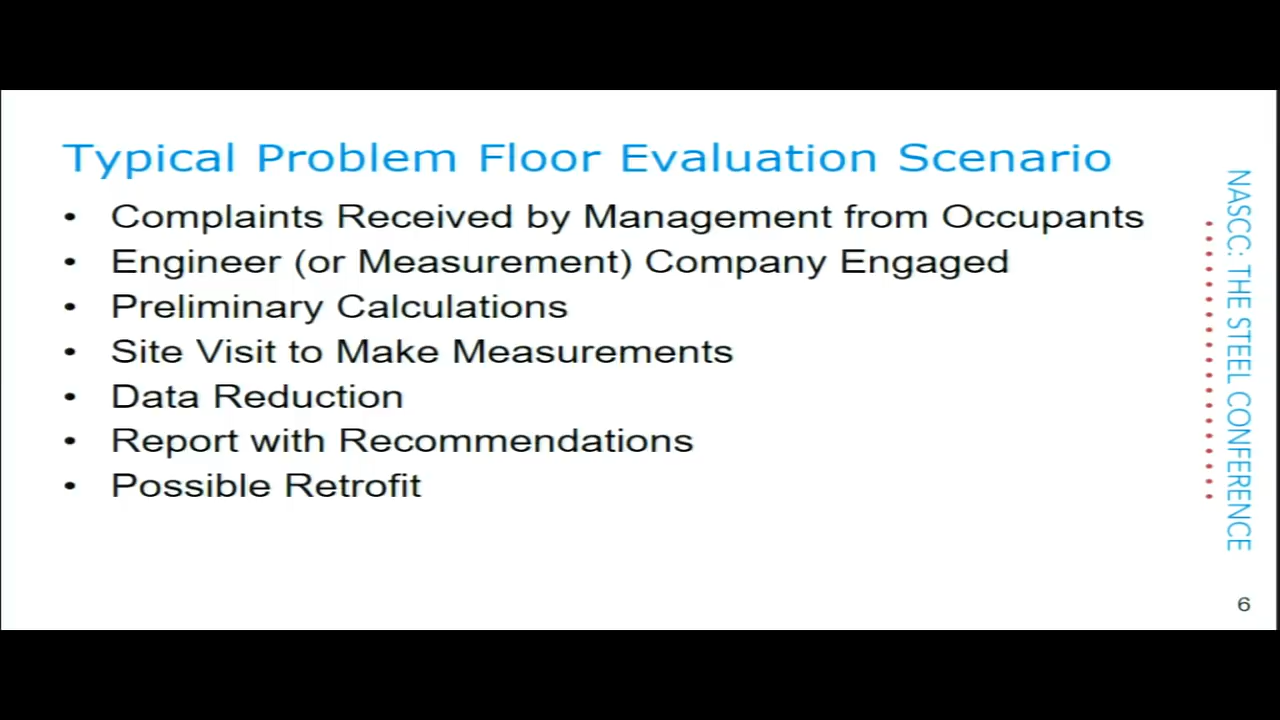 Typical Problem Floor Evaluation Scenario
• Complaints Received by Management from Occupants
• Engineer (or Measurement) Company Engaged
• Preliminary Calculations
• Site Visit to Make Measurements
• Data Reduction
• Report with Recommendations
• Possible Retrofit
NASCC: THE STEEL CONFERENCE
6